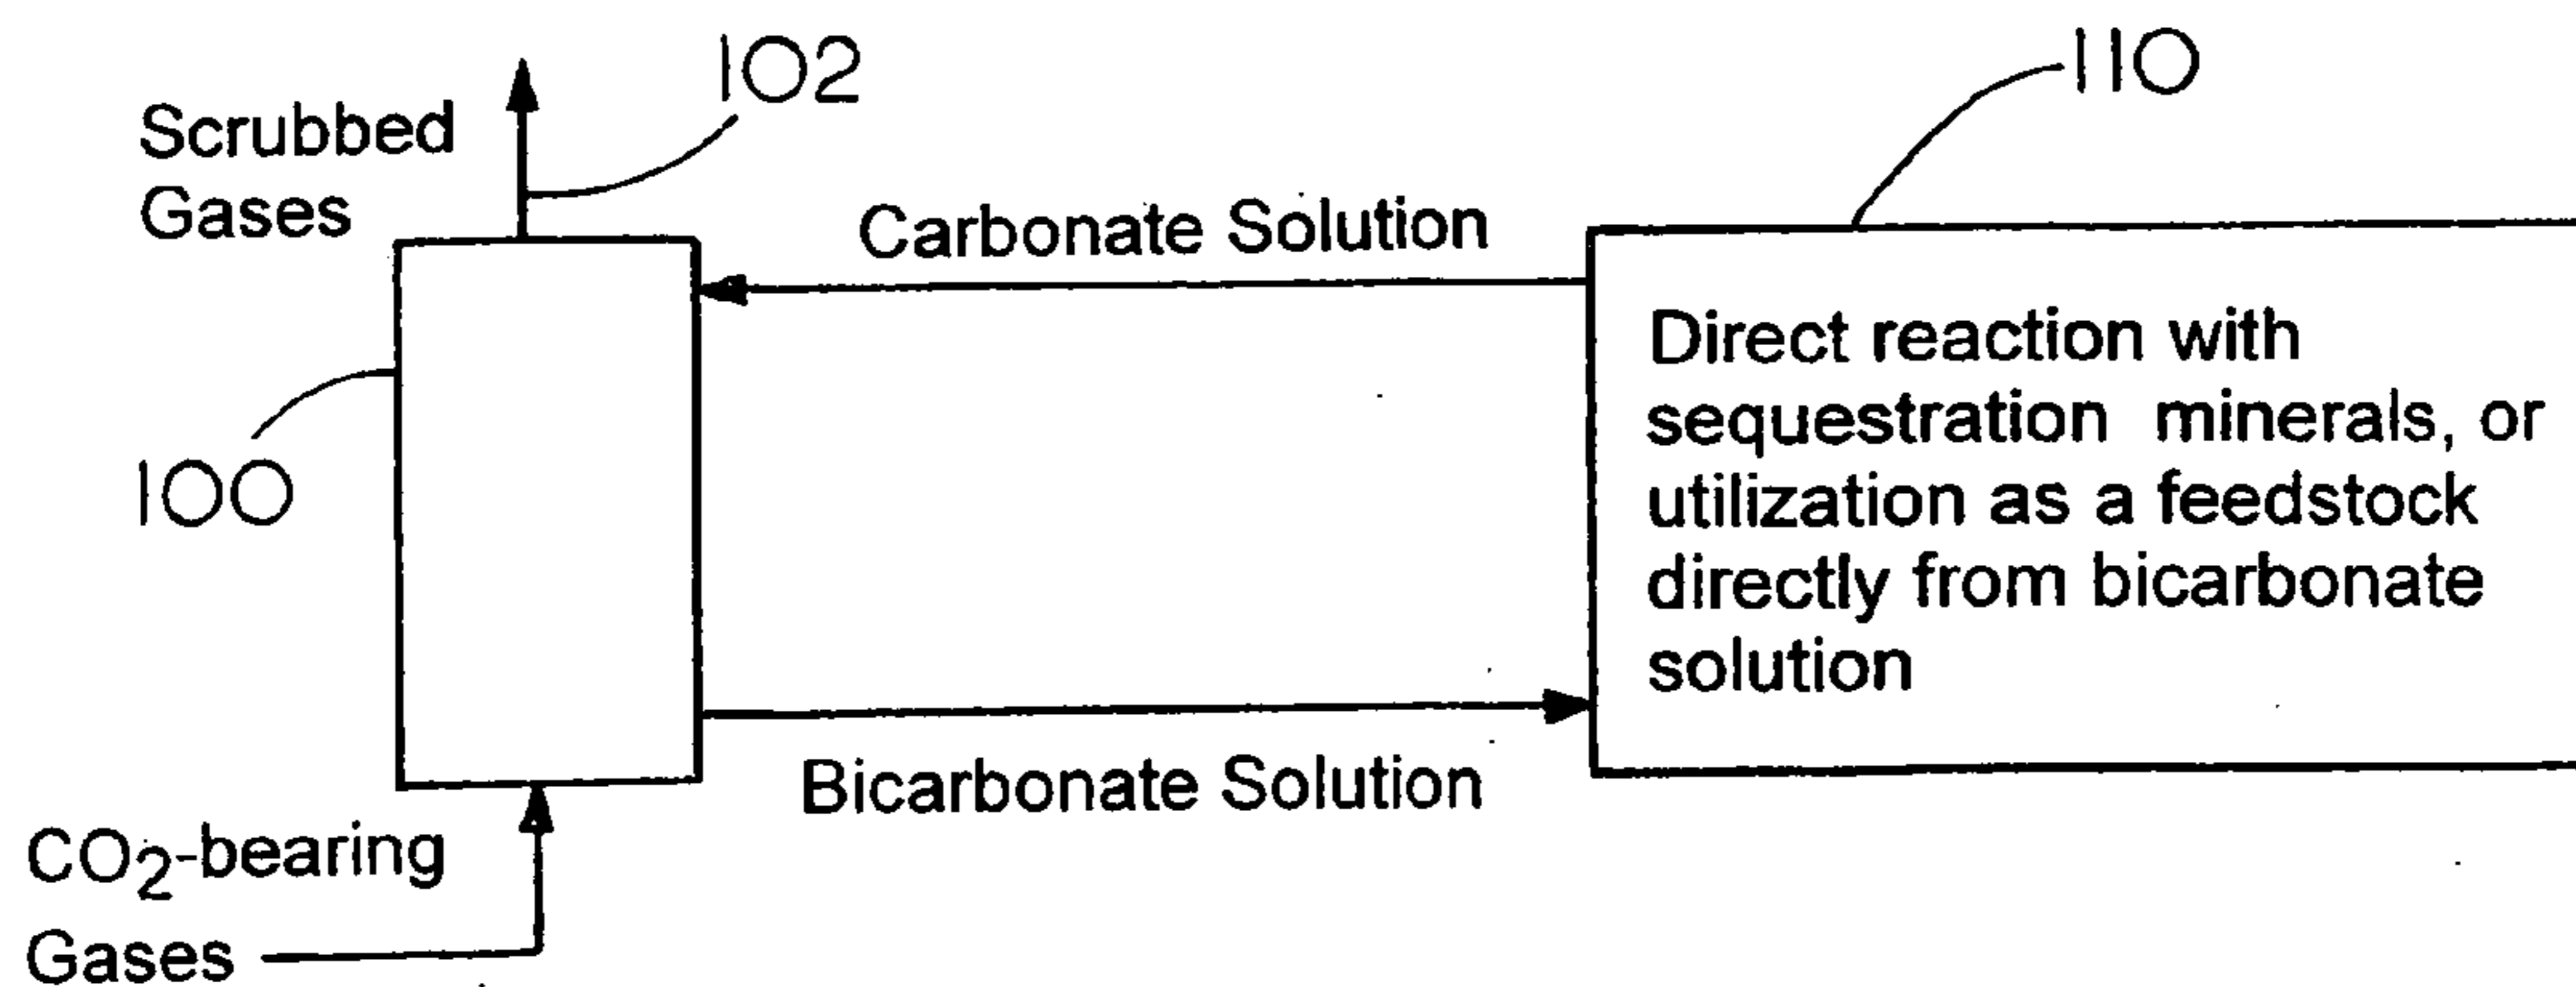 102
110
Scrubbed
Gases
Carbonate Solution
Direct reaction with
sequestration minerals, or
utilization as a feedstock
directly from bicarbonate
solution
100
Bicarbonate Solution
CO2-bearing
Gases